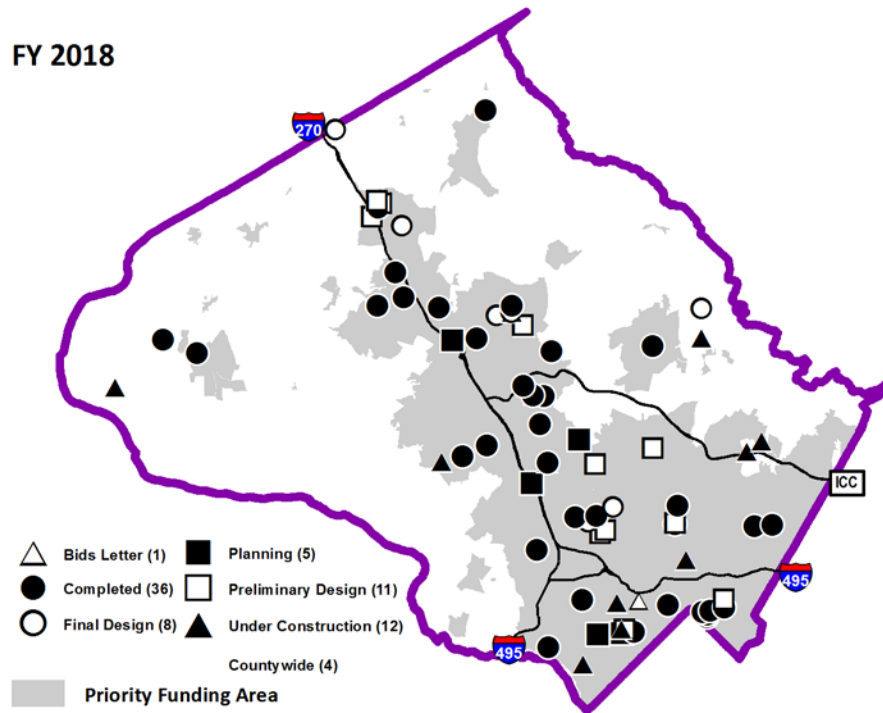 FY 2018
270
ICC
495
495
Bids Letter (1)
Planning (5)
Completed (36)
Preliminary Design (11)
Final Design (8)
Under Construction (12)
Countywide (4)
Priority Funding Area